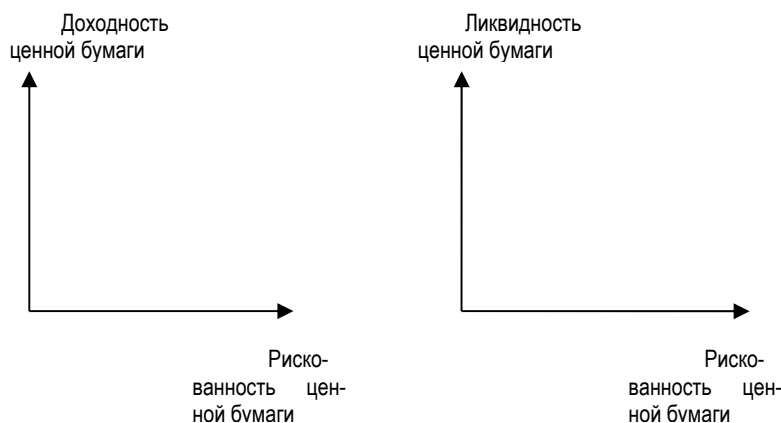 Доходность
ценной бумаги
Ликвидность
ценной бумаги
Риско-
ванность цен-
ной бумаги
Риско-
ванность цен-
ной бумаги